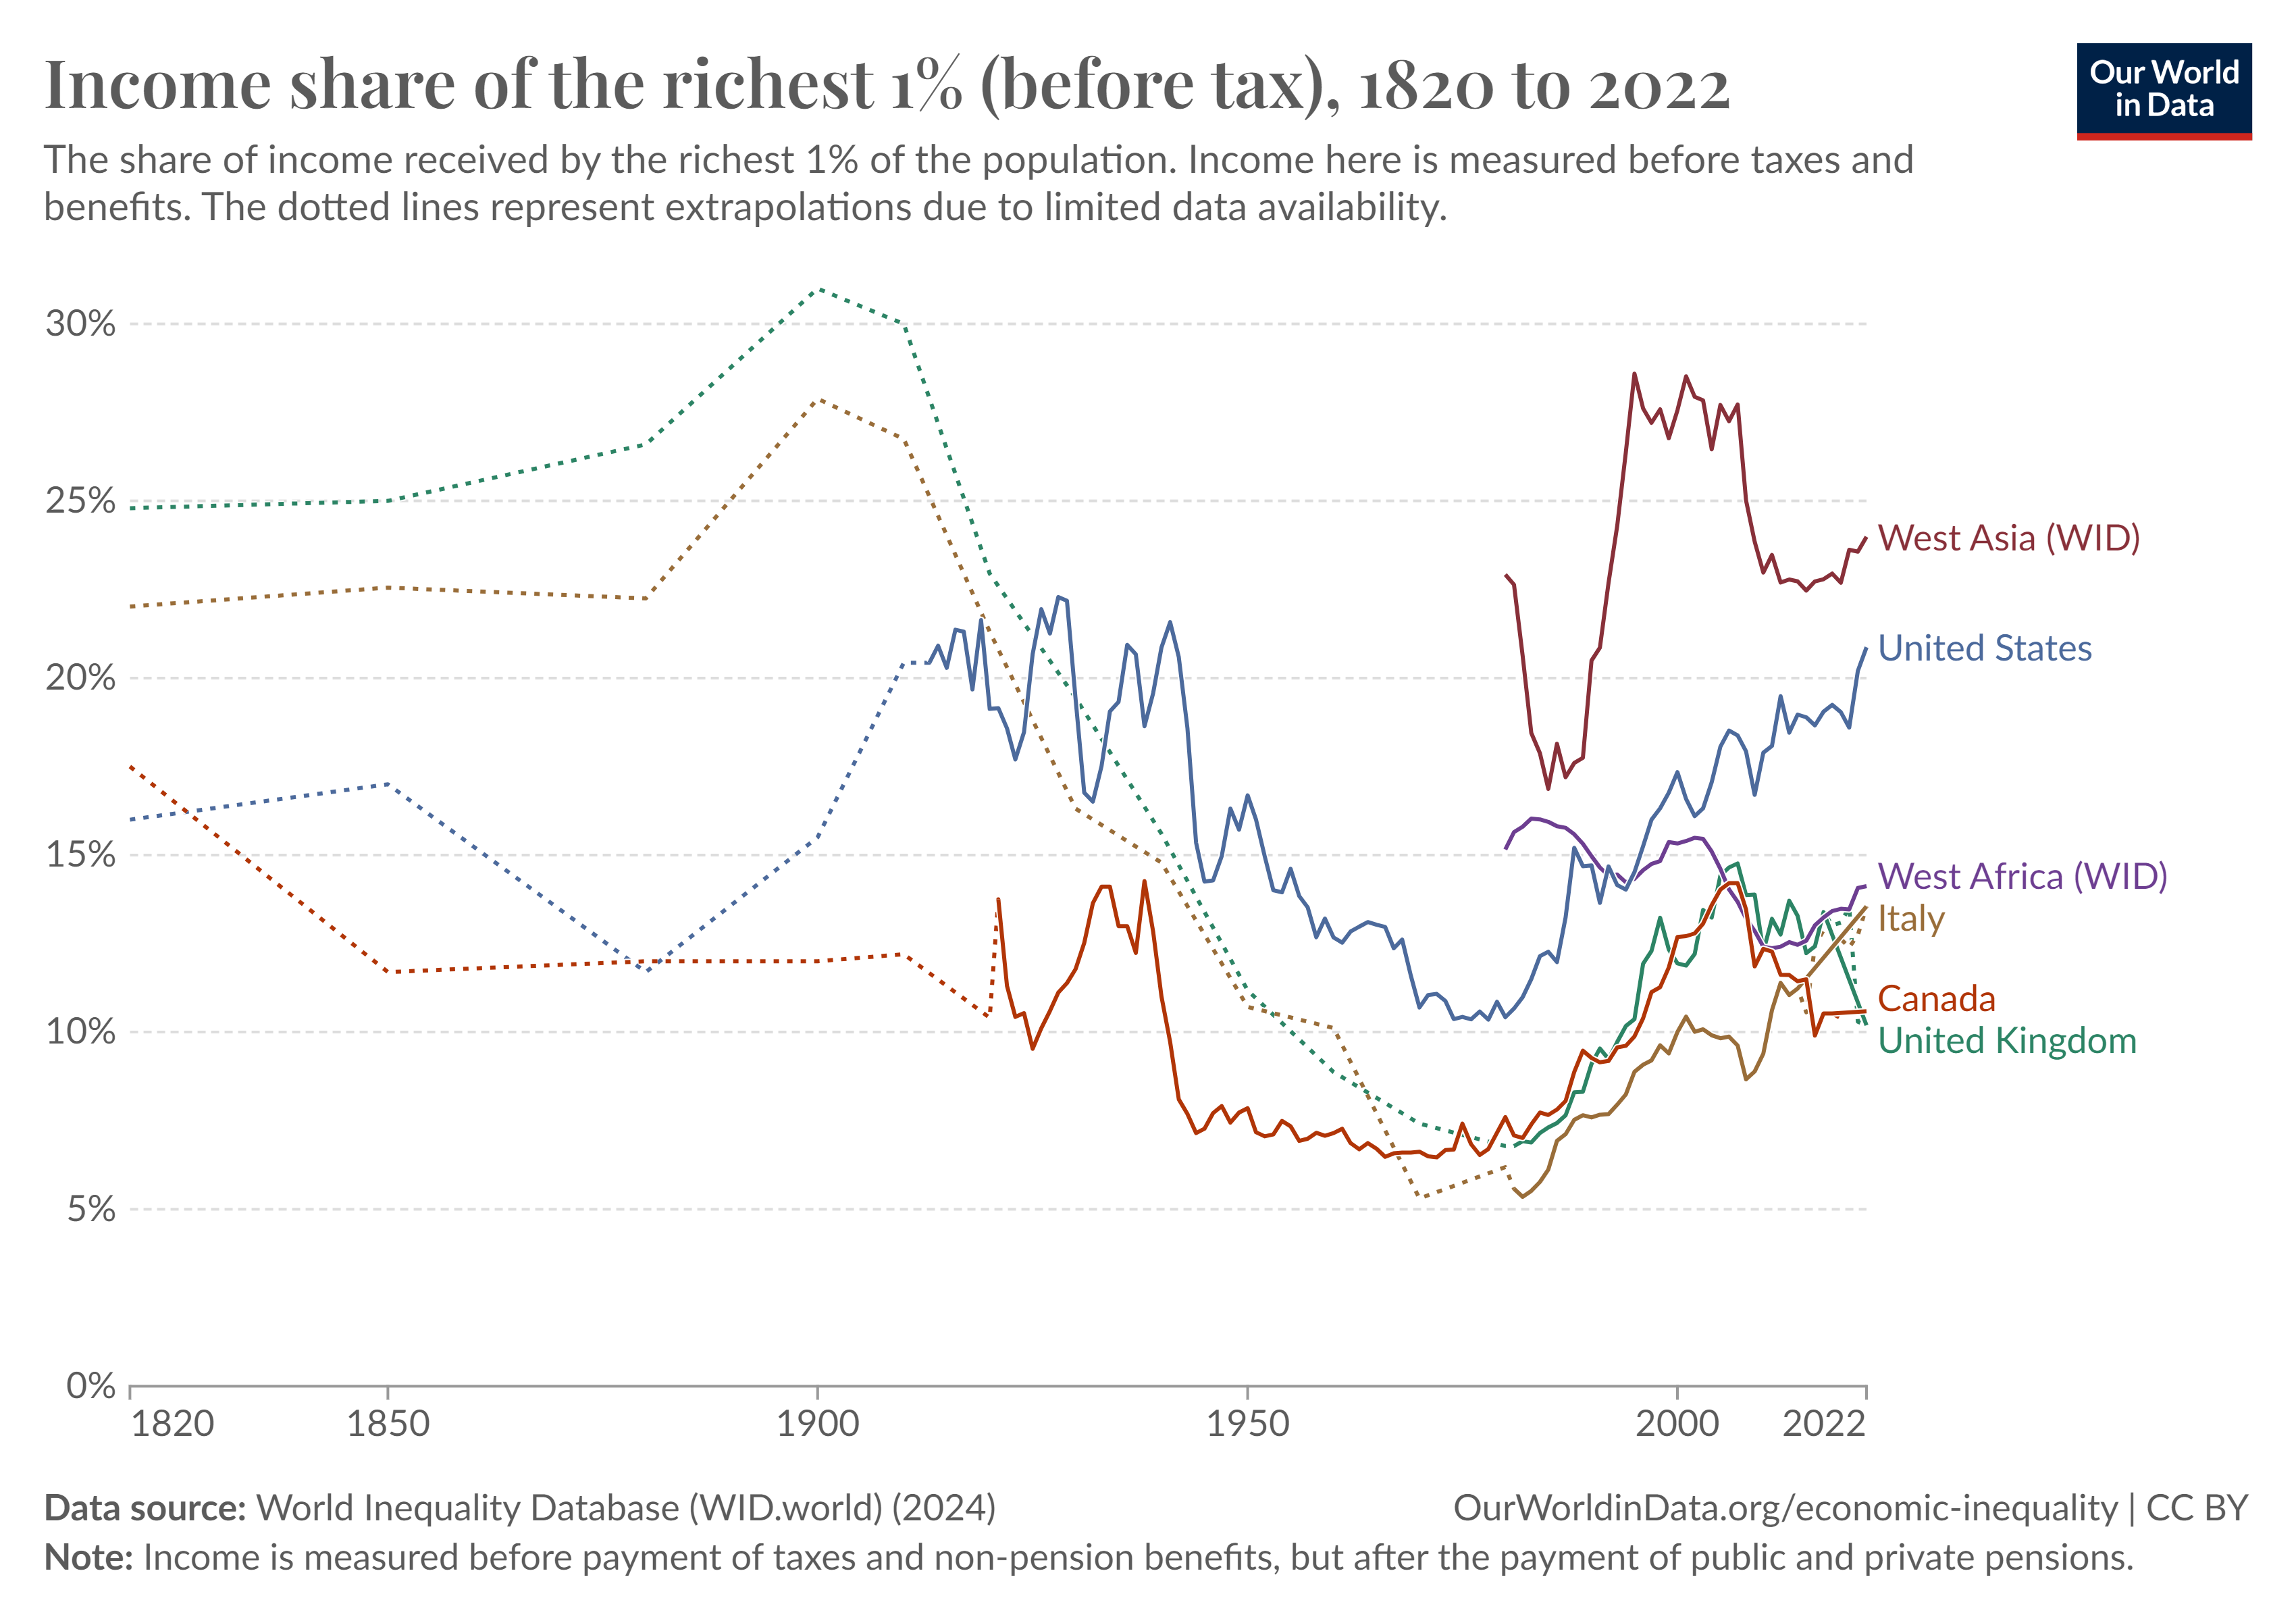 Income share of the richest 1% (before tax), 1820 to 2022
Our World
in Data
The share of income received by the richest 1% of the population. Income here is measured before taxes and
benefits. The dotted lines represent extrapolations due to limited data availability.
30%
25%
20%
15%
10%
5%
0%
West Asia (WID)
United States
West Africa (WID)
Italy
Canada
United Kingdom
1820
1850
1900
1950
2000
2022
Data source: World Inequality Database (WID.world) (2024)
OurWorldinData.org/economic-inequality | CC BY
Note: Income is measured before payment of taxes and non-pension benefits, but after the payment of public and private pensions.